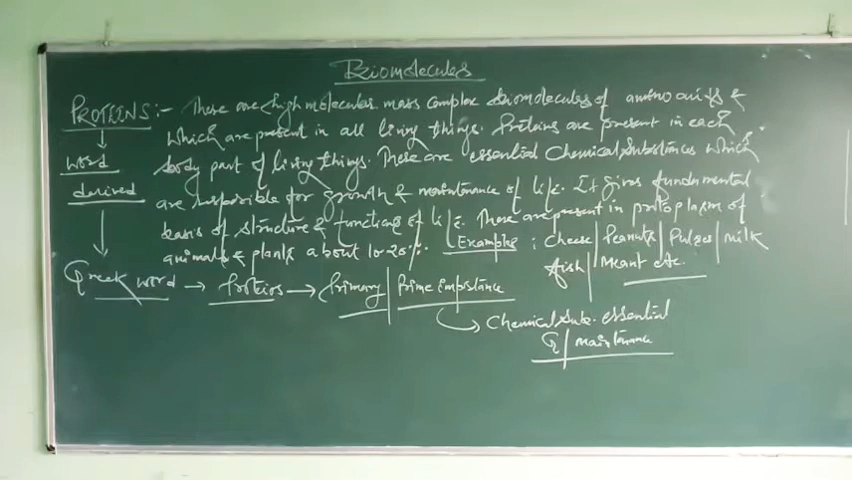 Biomolecules
PROTIENS :- These are high molecular mass complex biomolecules of amino acids &
which are present in all living things. Proteins are present in each
word
body part of living things. These are essential Chemical Substances which
derived
are responsible for growth & maintenance of life. It gives fundamental
basis of structure & functions of life. These are present in protoplasm of
animals & plants about 10-20%. Examples : Cheese | Peanuts | Pulses | Milk
fish | Meant etc.
Greek word → Proteios → Primary | Prime importance
Chemical Sub. essential
G | maintenance